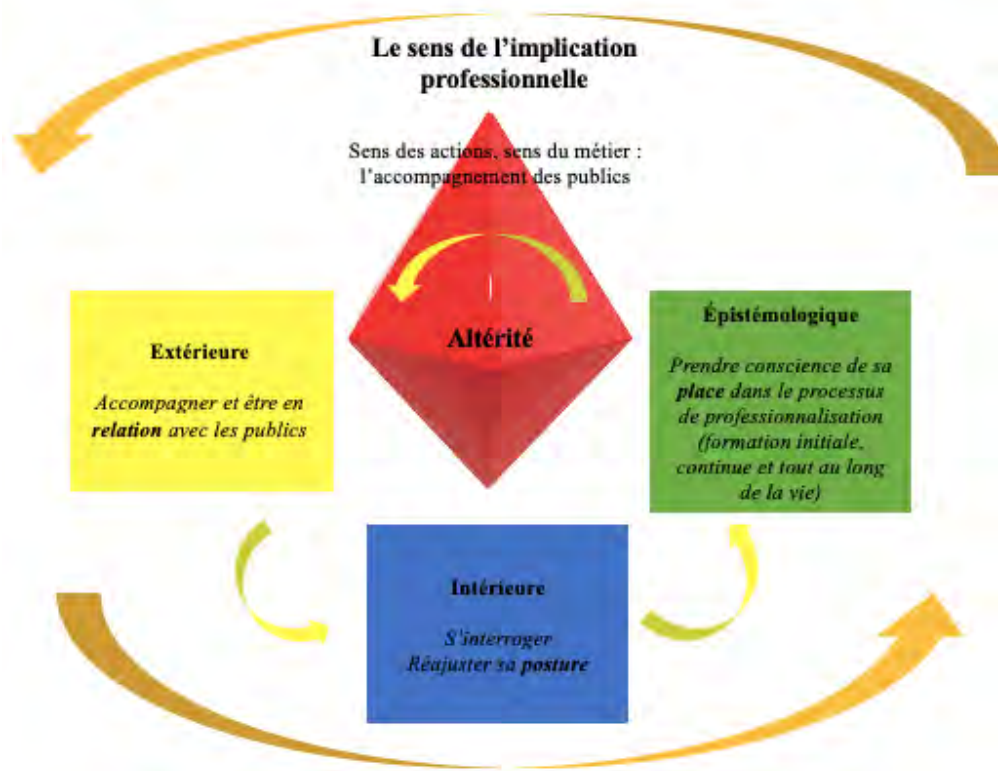 Le sens de l’implication
professionnelle
Sens des actions, sens du métier :
l’accompagnement des publics
Altérité
Extérieure
Accompagner et être en
relation avec les publics
Intérieure
S’interroger
Réajuster sa posture
Épistémologique
Prendre conscience de sa
place dans le processus
de professionnalisation
(formation initiale,
continue et tout au long
de la vie)